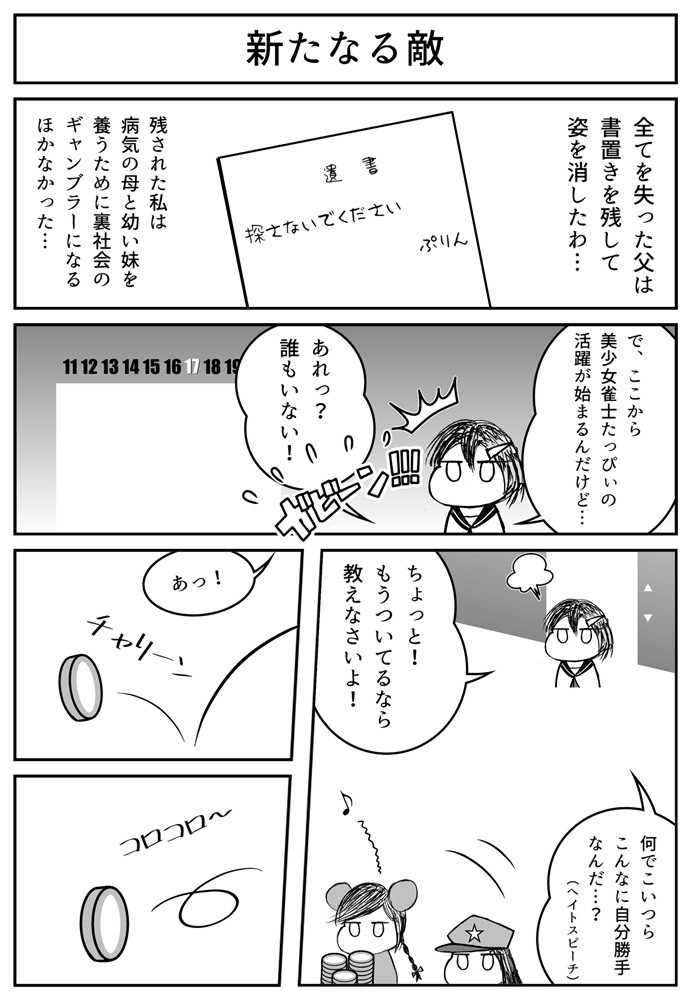 新たなる敵
全てを失った父は
書置きを残して
姿を消したわ…
遺書
探さないでください
ぷりん
残された私は
病気の母と幼い妹を
養うために裏社会の
ギャンブラーになる
ほかなかった…
で、ここから
美少女雀士たっぴぃの
活躍が始まるんだけど…
あれっ？
誰もいない！
ガビーン!!!
11 12 13 14 15 16 17 18 19
ちょっと！
もうついてるなら
教えなさいよ！
何でこいつら
こんなに自分勝手
なんだ…？
（ヘイトスピーチ）
あっ！
チャリーン
コロコロ～